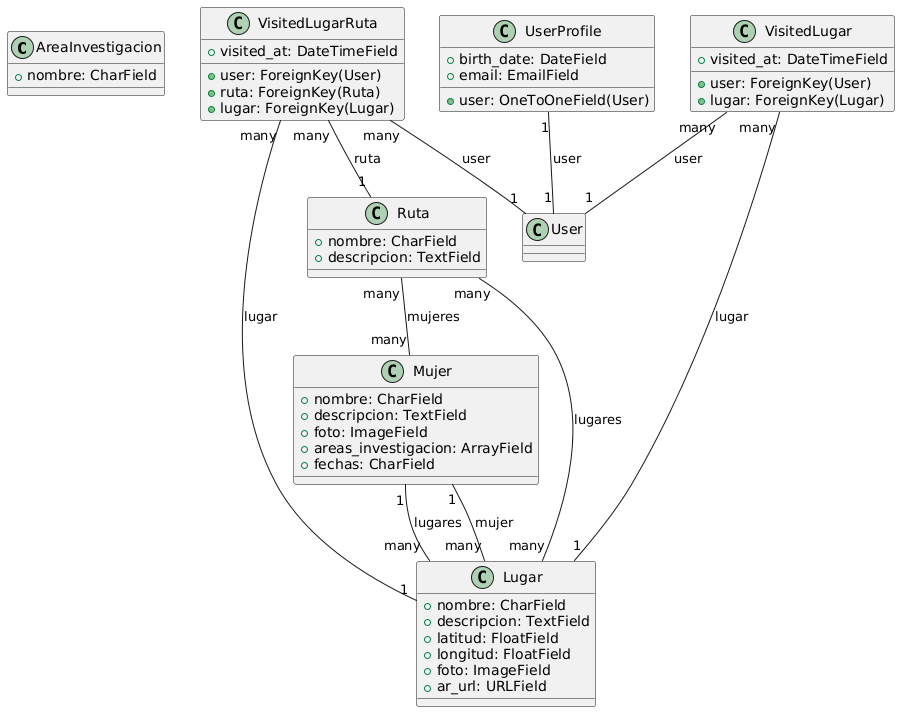 C AreaInvestigacion
nombre: CharField
C VisitedLugarRuta
visited_at: DateTimeField
user: ForeignKey(User)
ruta: ForeignKey(Ruta)
lugar: ForeignKey(Lugar)
C UserProfile
birth_date: DateField
email: EmailField
user: OneToOneField(User)
C VisitedLugar
visited_at: DateTimeField
user: ForeignKey(User)
lugar: ForeignKey(Lugar)
many many many 1 many many
ruta user user user
1 1 1 1
C Ruta
nombre: CharField
descripcion: TextField
C User
many many
lugar mujeres lugar
many
C Mujer
nombre: CharField
descripcion: TextField
foto: ImageField
areas_investigacion: ArrayField
fechas: CharField
lugares
1 1
lugares mujer
many many many 1
1
C Lugar
nombre: CharField
descripcion: TextField
latitud: FloatField
longitud: FloatField
foto: ImageField
ar_url: URLField